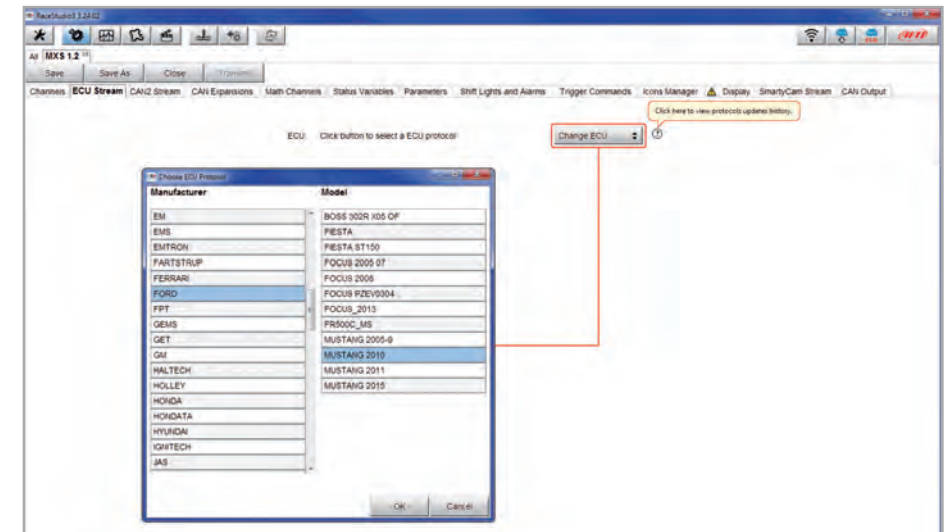 RaceStudio3 3.24.02
aim
All MXS 1.2
Save Save As Close Transmit
Channels ECU Stream CAN2 Stream CAN Expansions Math Channels Status Variables Parameters Shift Lights and Alarms Trigger Commands Icons Manager Display SmartyCam Stream CAN Output
Click here to view protocols updates history.
ECU Click button to select a ECU protocol Change ECU
Choose ECU Protocol
Manufacturer Model
EM BOSS 302R X05 OF
EMS FIESTA
EMTRON FIESTA ST150
FARTSTRUP FOCUS 2005 07
FERRARI FOCUS 2008
FORD FOCUS PZEV0304
FPT FOCUS_2013
GEMS FR500C_MS
GET MUSTANG 2005-9
GM MUSTANG 2010
HALTECH MUSTANG 2011
HOLLEY MUSTANG 2015
HONDA
HONDATA
HYUNDAI
IGNITECH
JAS
OK Cancel